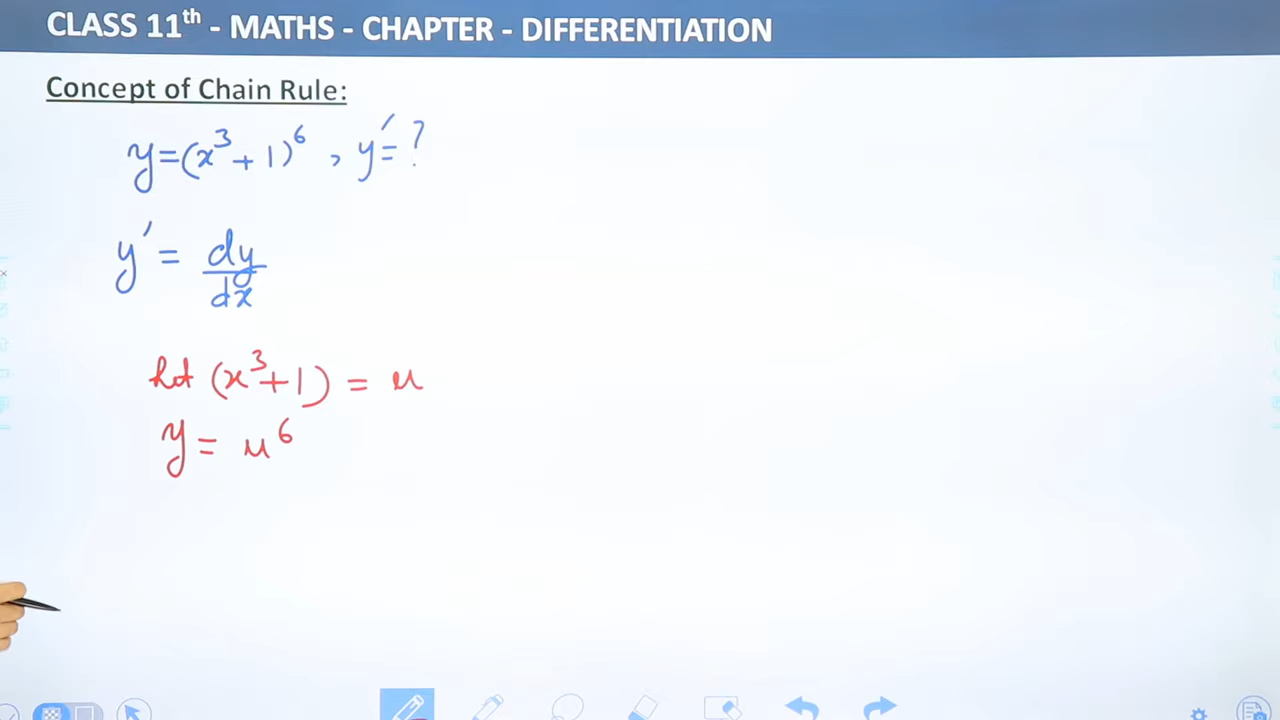 CLASS 11th - MATHS - CHAPTER - DIFFERENTIATION
Concept of Chain Rule:
y=(x³+1)⁶, y′=?
y′ = dy/dx
let (x³+1) = u
y = u⁶